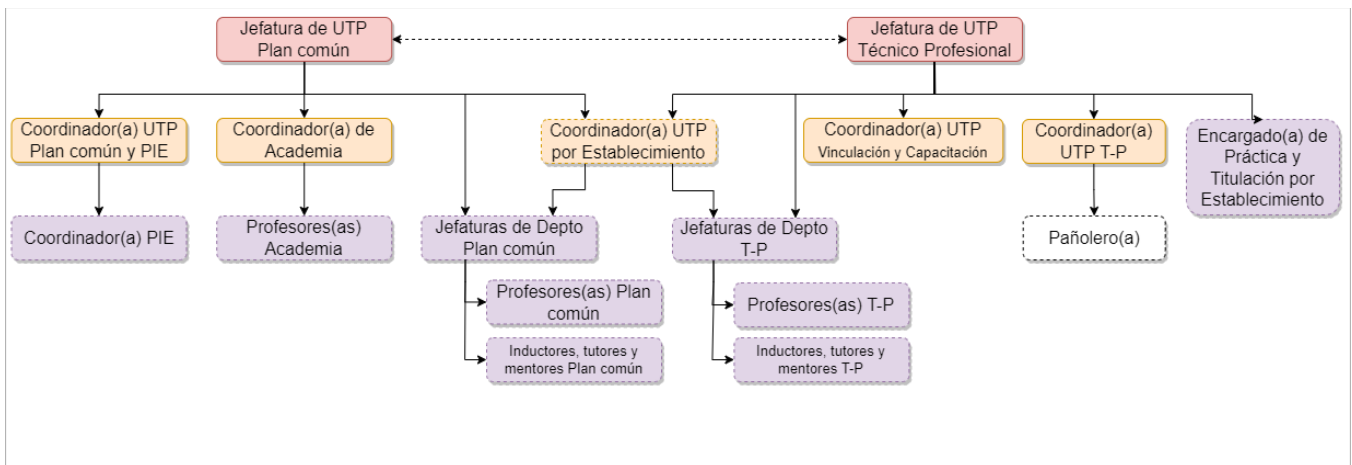 Jefatura de UTP
Plan común
Jefatura de UTP
Técnico Profesional
Coordinador(a) UTP
Plan común y PIE
Coordinador(a) de
Academia
Coordinador(a) UTP
por Establecimiento
Coordinador(a) UTP
Vinculación y Capacitación
Coordinador(a)
UTP T-P
Encargado(a) de
Práctica y
Titulación por
Establecimiento
Coordinador(a) PIE
Profesores(as)
Academia
Jefaturas de Depto
Plan común
Jefaturas de Depto
T-P
Pañolero(a)
Profesores(as) Plan
común
Profesores(as) T-P
Inductores, tutores y
mentores Plan común
Inductores, tutores y
mentores T-P